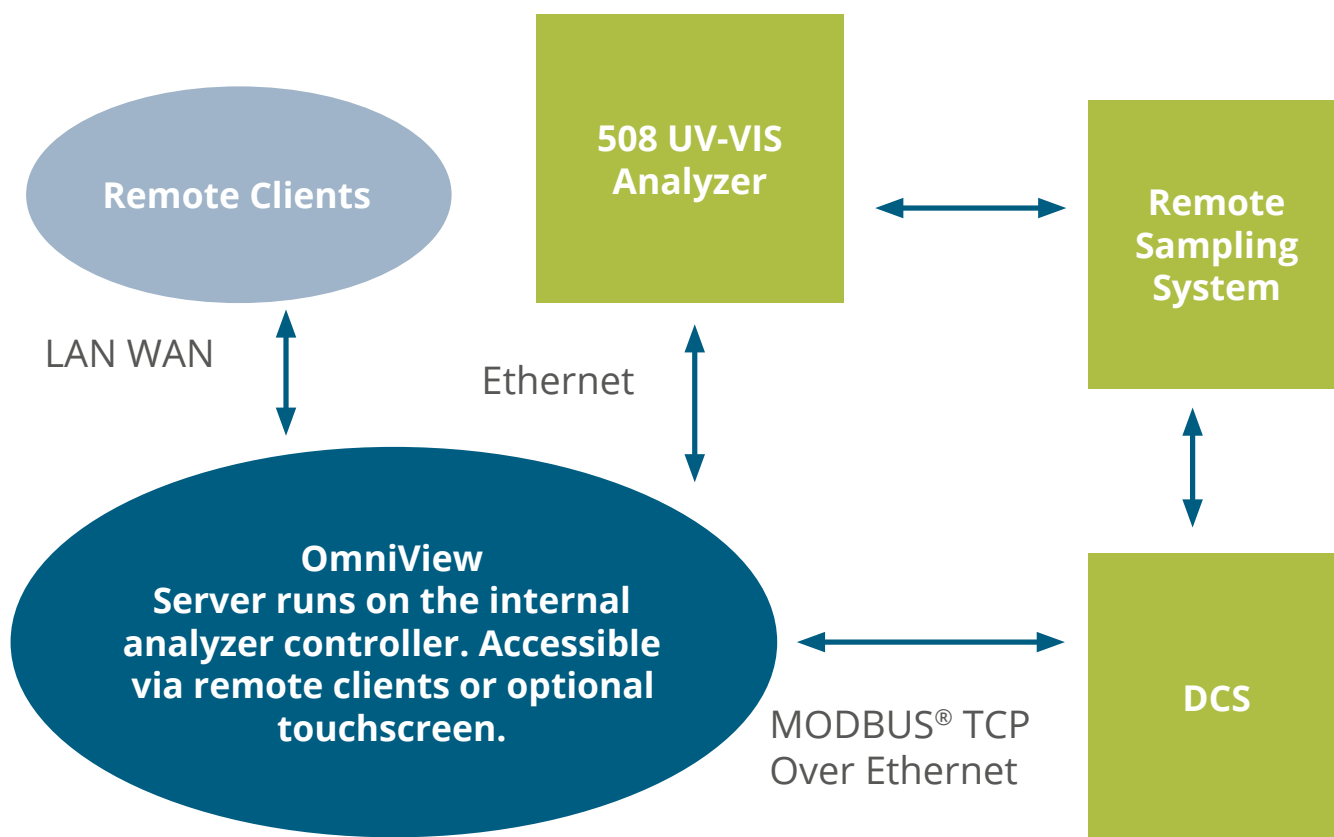 Remote Clients
508 UV-VIS
Analyzer
Remote
Sampling
System
LAN WAN
Ethernet
OmniView
Server runs on the internal
analyzer controller. Accessible
via remote clients or optional
touchscreen.
MODBUS® TCP
Over Ethernet
DCS